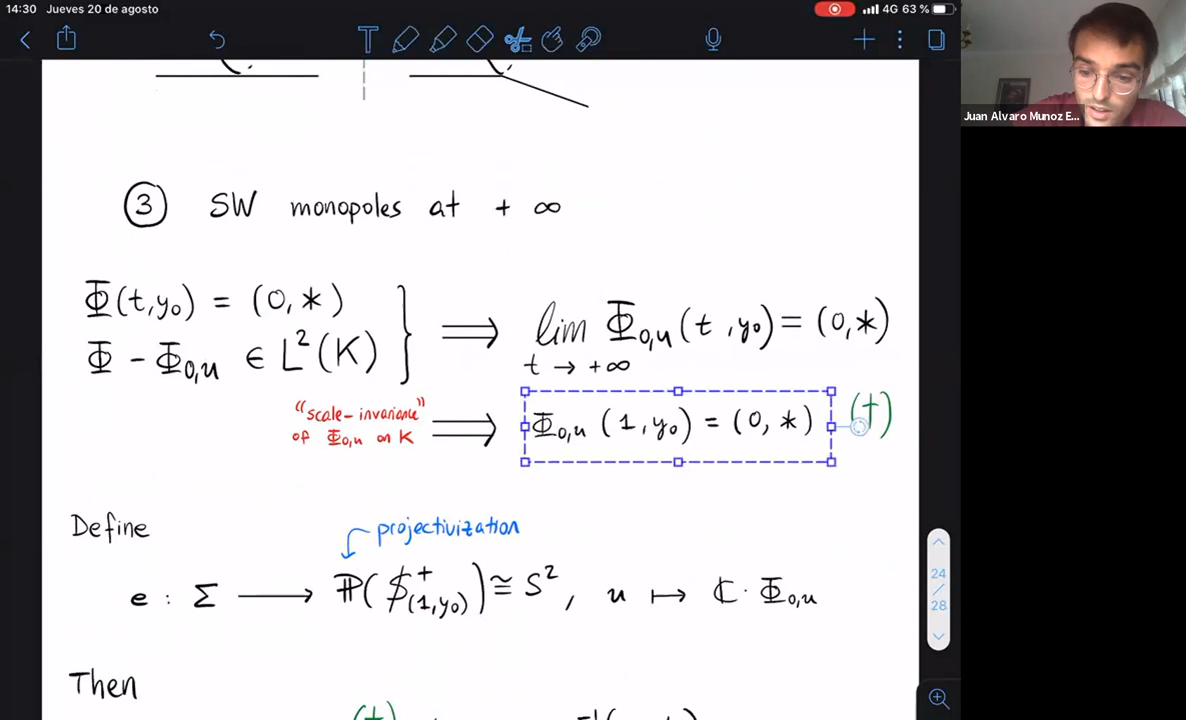 14:30 Jueves 20 de agosto 4G 63 %
Juan Alvaro Munoz E...
③ SW monopoles at + ∞
Φ(t,y₀) = (0,*)
Φ - Φ₀,ᵤ ∈ L²(K)
⟹ lim Φ₀,ᵤ(t,y₀) = (0,*)
t → +∞
"scale-invariance"
of Φ₀,ᵤ on K
⟹ Φ₀,ᵤ (1,y₀) = (0,*) (†)
Define
projectivization
e : Σ ⟶ ℙ($⁺(1,y₀)) ≅ S², u ↦ ℂ · Φ₀,ᵤ
24
28
Then